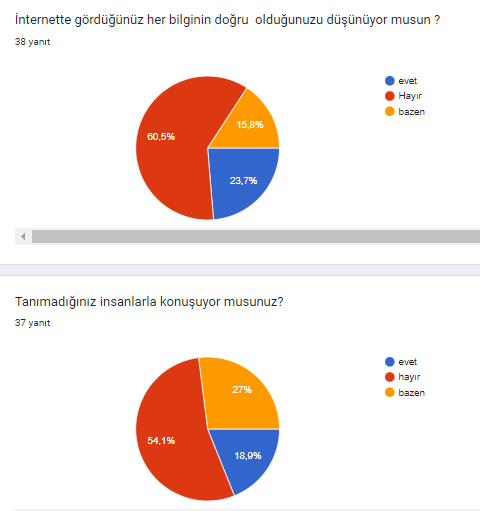 İnternette gördüğünüz her bilginin doğru olduğunuzu düşünüyor musun ?
38 yanıt
evet
Hayır
bazen
15,8%
60,5%
23,7%
Tanımadığınız insanlarla konuşuyor musunuz?
37 yanıt
evet
hayır
bazen
27%
54,1%
18,9%